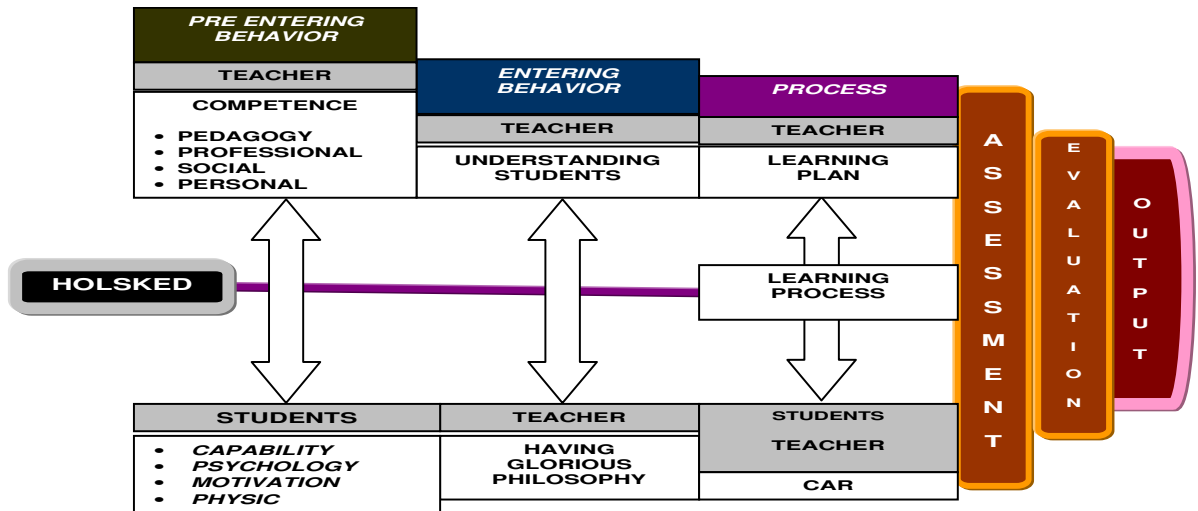 PRE ENTERING
BEHAVIOR
TEACHER
COMPETENCE
• PEDAGOGY
• PROFESSIONAL
• SOCIAL
• PERSONAL
ENTERING
BEHAVIOR
TEACHER
UNDERSTANDING
STUDENTS
PROCESS
TEACHER
LEARNING
PLAN
HOLSKED
LEARNING
PROCESS
STUDENTS
• CAPABILITY
• PSYCHOLOGY
• MOTIVATION
• PHYSIC
TEACHER
HAVING
GLORIOUS
PHILOSOPHY
STUDENTS
TEACHER
CAR
ASSESSMENT
EVALUATION
OUTPUT